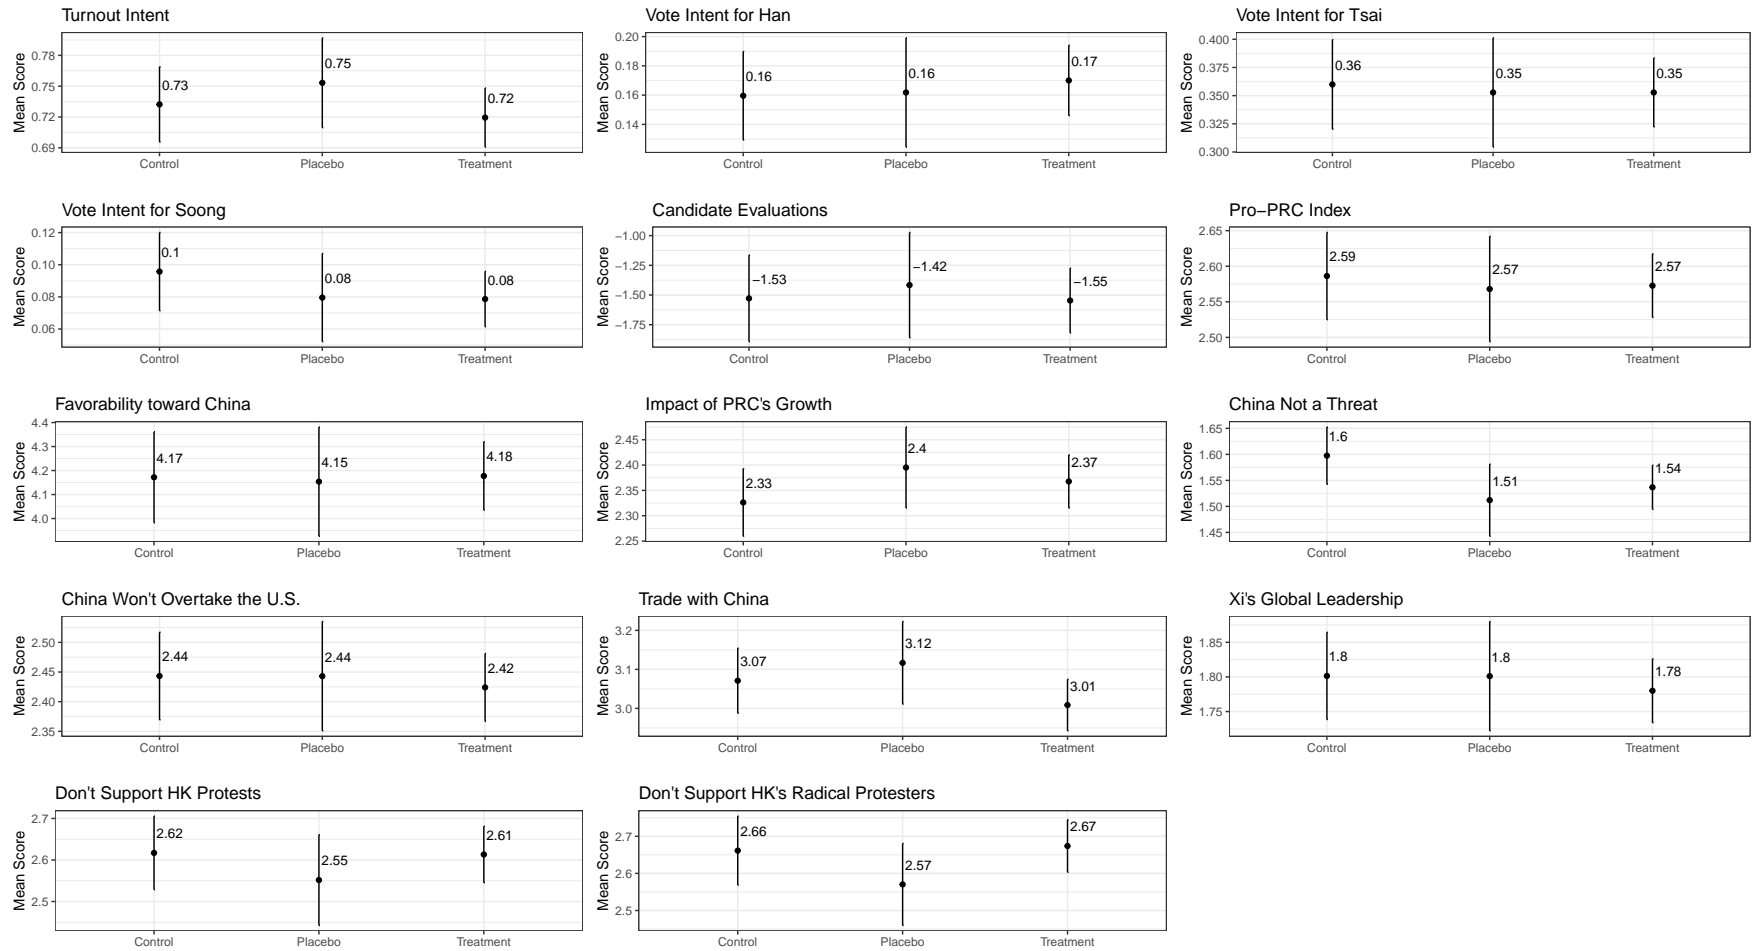 Turnout Intent
Mean Score
0.78
0.75
0.72
0.69
0.73
0.75
0.72
Control Placebo Treatment
Vote Intent for Han
Mean Score
0.20
0.18
0.16
0.14
0.16
0.16
0.17
Control Placebo Treatment
Vote Intent for Tsai
Mean Score
0.400
0.375
0.350
0.325
0.300
0.36
0.35
0.35
Control Placebo Treatment
Vote Intent for Soong
Mean Score
0.12
0.10
0.08
0.06
0.1
0.08
0.08
Control Placebo Treatment
Candidate Evaluations
Mean Score
−1.00
−1.25
−1.50
−1.75
−1.53
−1.42
−1.55
Control Placebo Treatment
Pro−PRC Index
Mean Score
2.65
2.60
2.55
2.50
2.59
2.57
2.57
Control Placebo Treatment
Favorability toward China
Mean Score
4.4
4.3
4.2
4.1
4.0
4.17
4.15
4.18
Control Placebo Treatment
Impact of PRC's Growth
Mean Score
2.45
2.40
2.35
2.30
2.25
2.33
2.4
2.37
Control Placebo Treatment
China Not a Threat
Mean Score
1.65
1.60
1.55
1.50
1.45
1.6
1.51
1.54
Control Placebo Treatment
China Won't Overtake the U.S.
Mean Score
2.50
2.45
2.40
2.35
2.44
2.44
2.42
Control Placebo Treatment
Trade with China
Mean Score
3.2
3.1
3.0
3.07
3.12
3.01
Control Placebo Treatment
Xi's Global Leadership
Mean Score
1.85
1.80
1.75
1.8
1.8
1.78
Control Placebo Treatment
Don't Support HK Protests
Mean Score
2.7
2.6
2.5
2.62
2.55
2.61
Control Placebo Treatment
Don't Support HK's Radical Protesters
Mean Score
2.7
2.6
2.5
2.66
2.57
2.67
Control Placebo Treatment